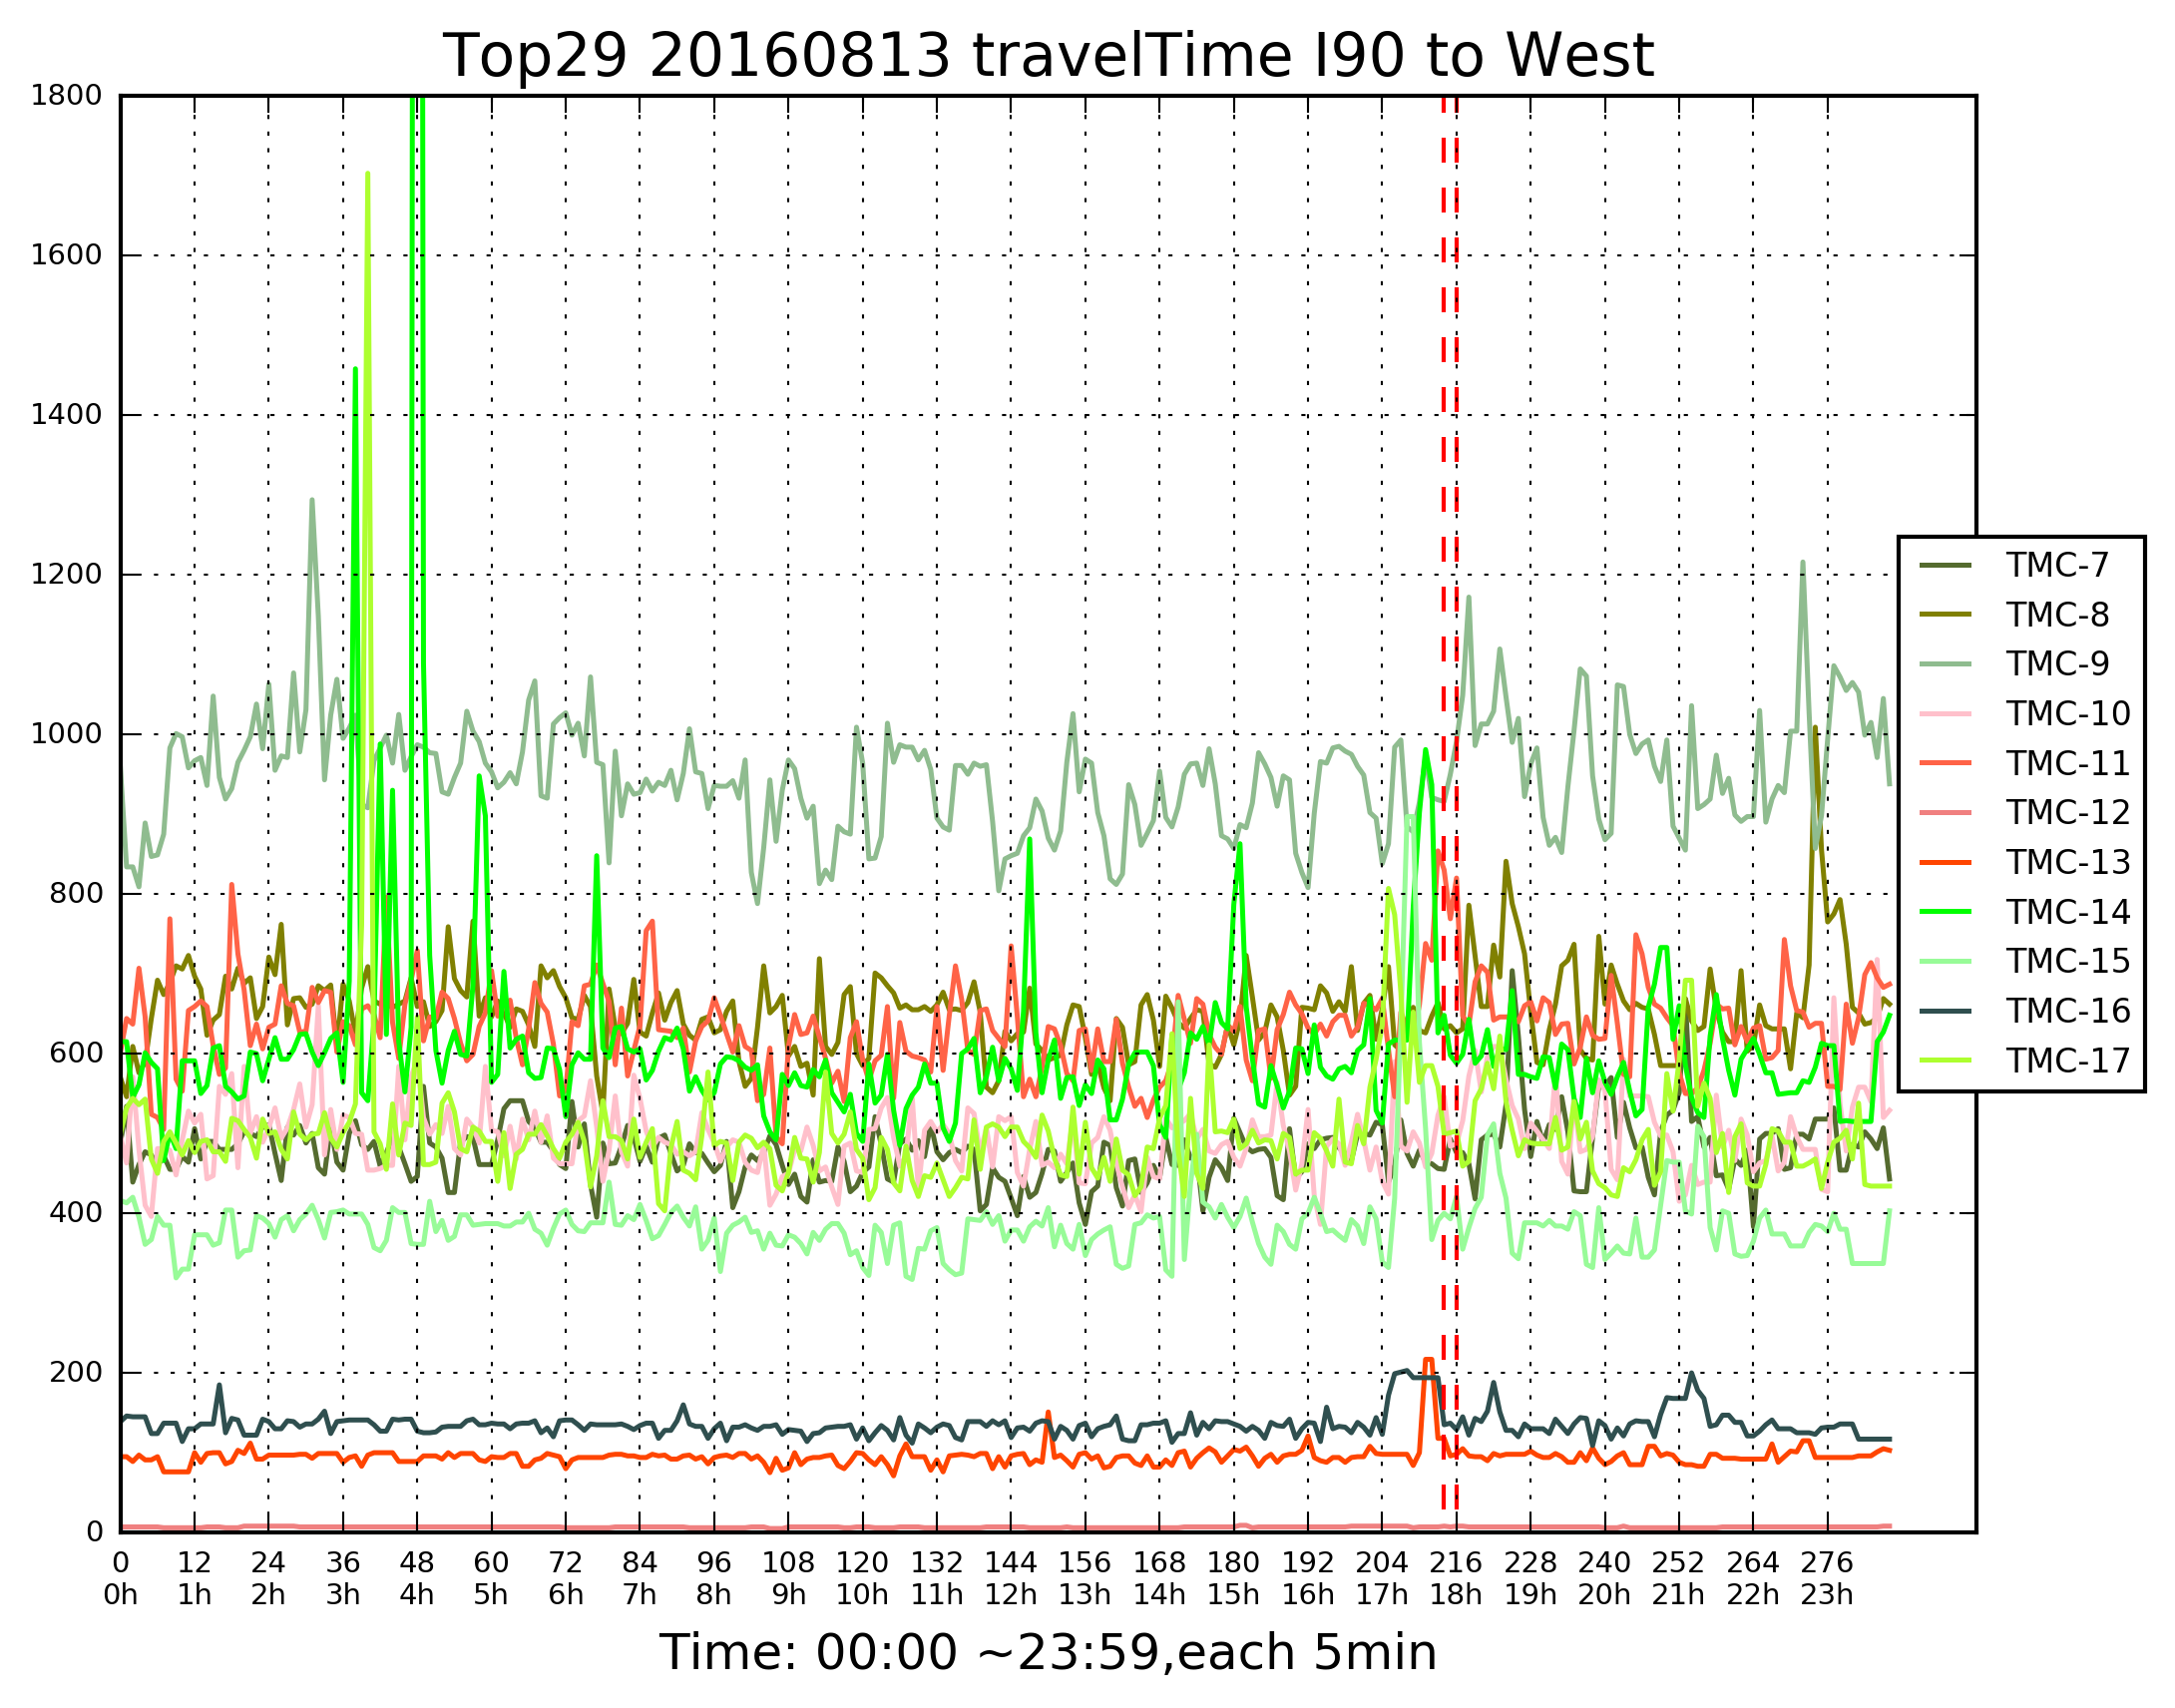 Top29 20160813 travelTime I90 to West
1800
1600
1400
1200
1000
800
600
400
200
0
TMC-7
TMC-8
TMC-9
TMC-10
TMC-11
TMC-12
TMC-13
TMC-14
TMC-15
TMC-16
TMC-17
0 12 24 36 48 60 72 84 96 108 120 132 144 156 168 180 192 204 216 228 240 252 264 276
0h 1h 2h 3h 4h 5h 6h 7h 8h 9h 10h 11h 12h 13h 14h 15h 16h 17h 18h 19h 20h 21h 22h 23h
Time: 00:00 ~23:59,each 5min